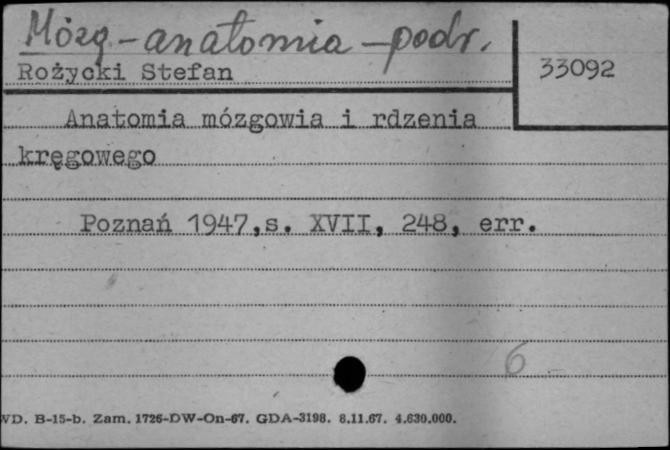 Mózg - anatomia - podr.
Rożycki Stefan
33092
Anatomia mózgowia i rdzenia
kręgowego
Poznań 1947,s. XVII, 248, err.
6
WD. B-15-b. Zam. 1726-DW-On-67. GDA-3198. 8.11.67. 4.630.000.